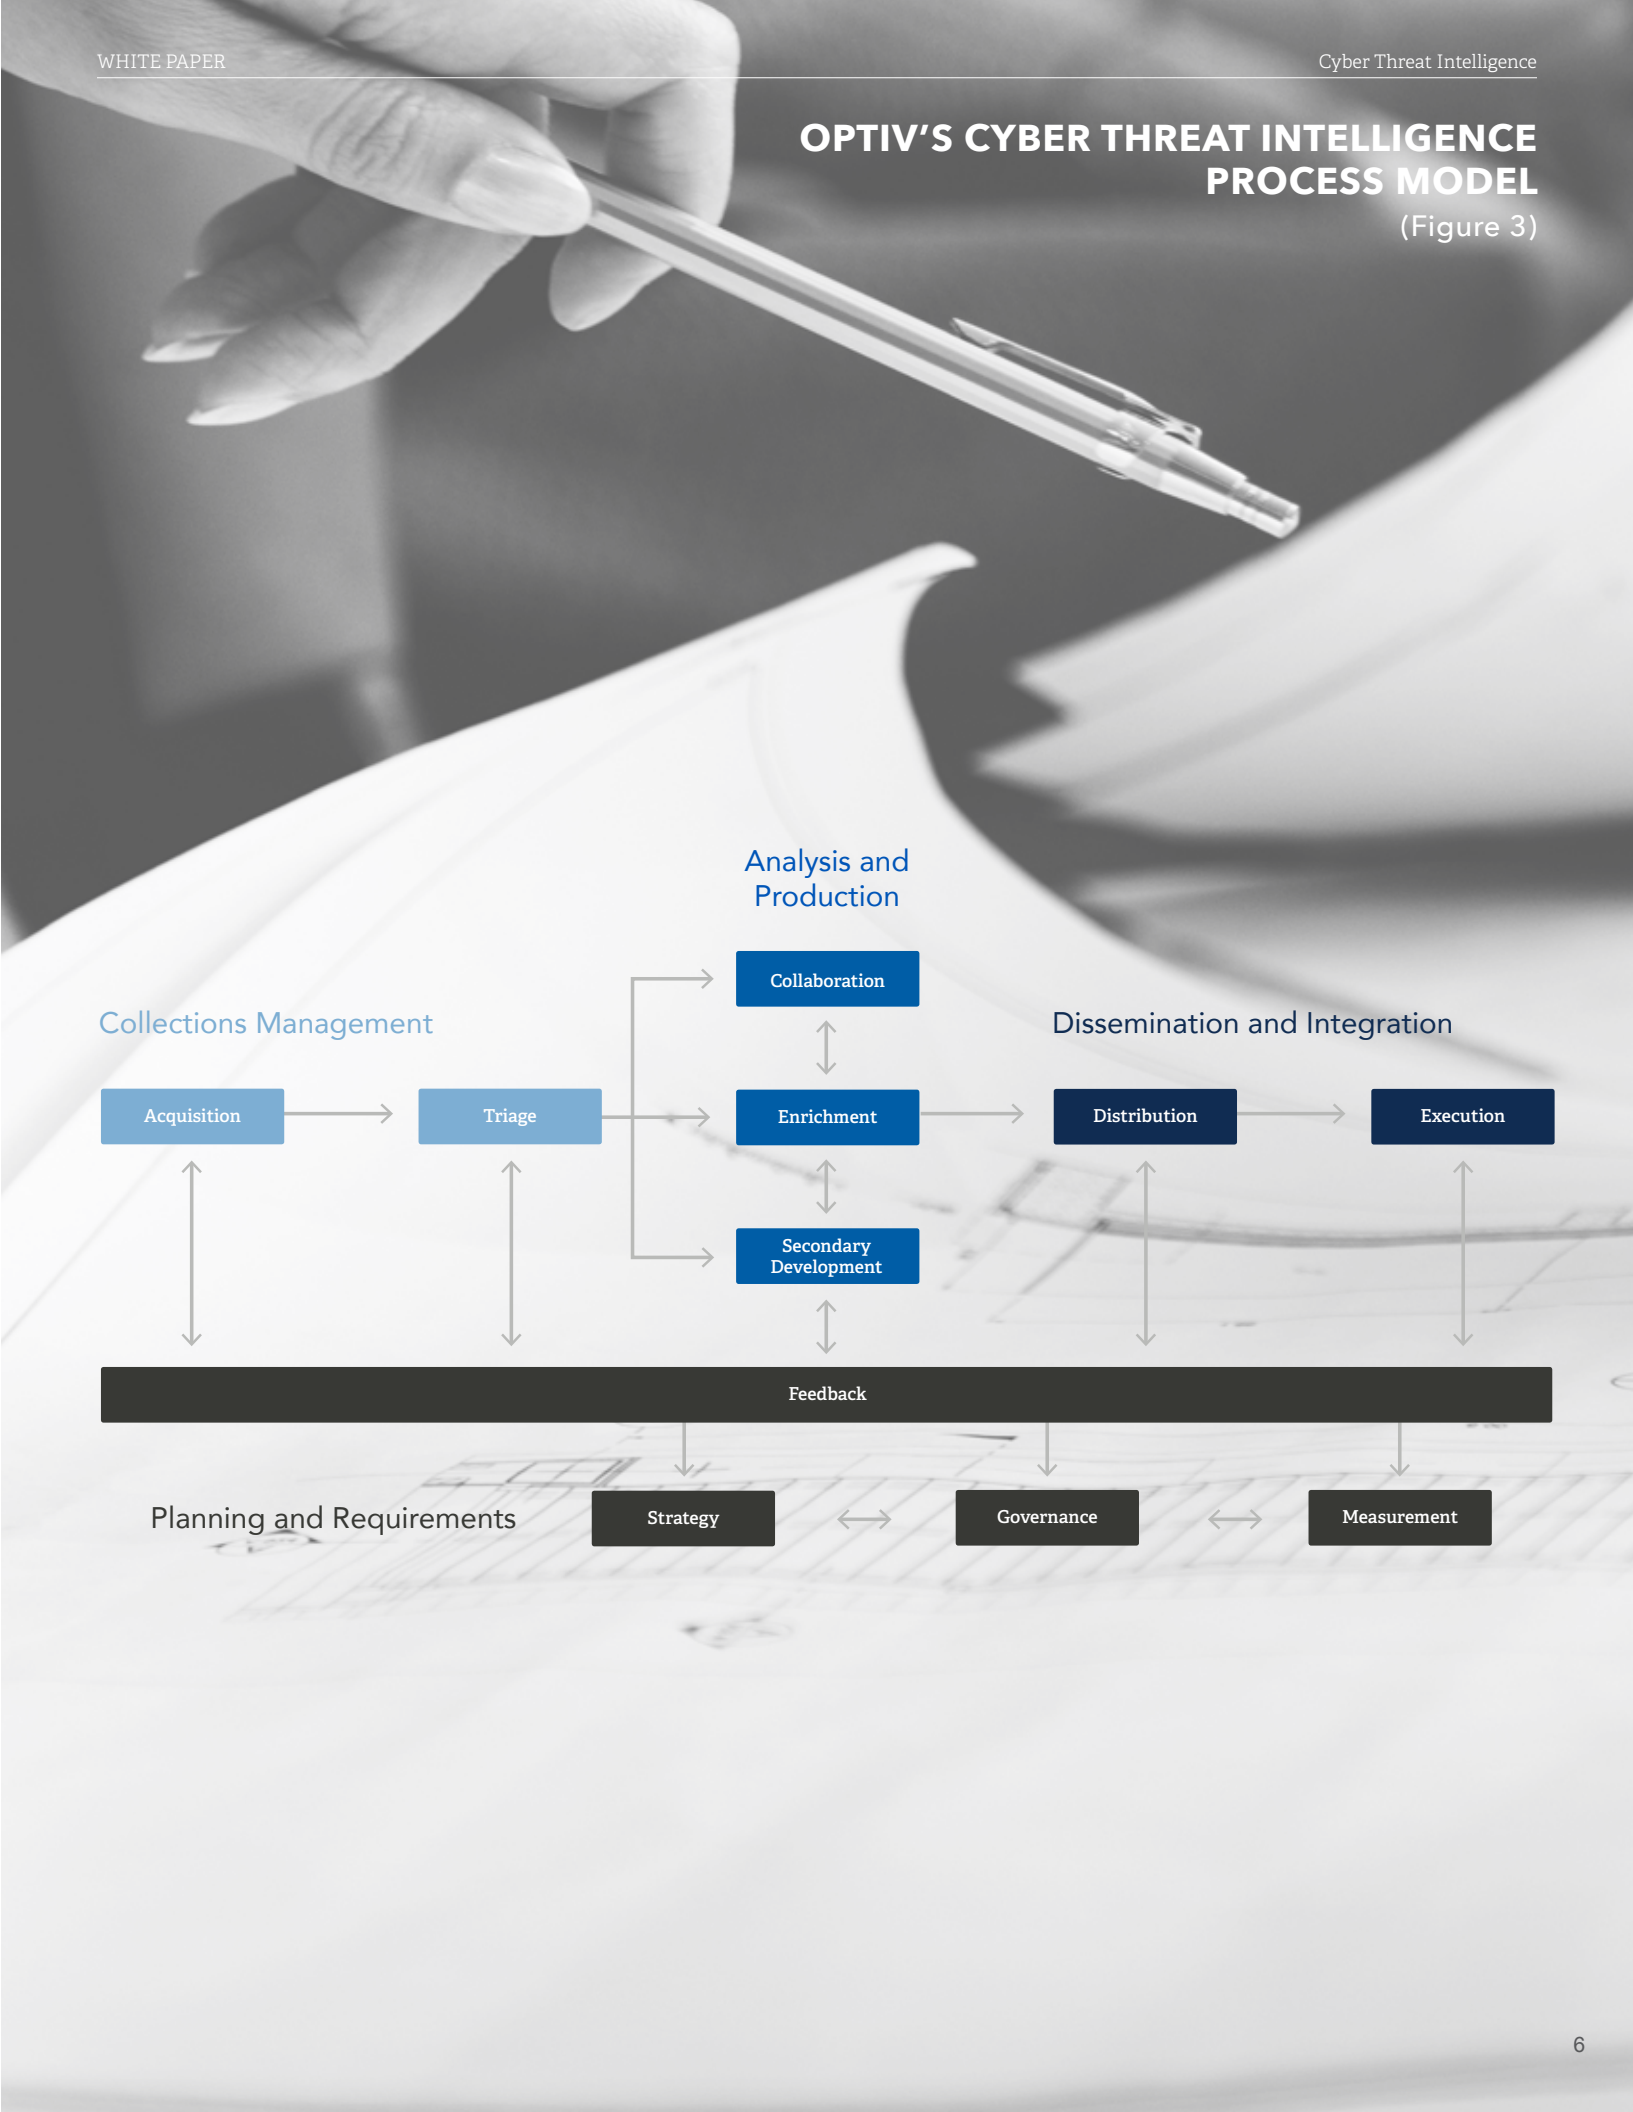 WHITE PAPER
Cyber Threat Intelligence
OPTIV’S CYBER THREAT INTELLIGENCE
PROCESS MODEL
(Figure 3)
Analysis and
Production
Collaboration
Collections Management
Dissemination and Integration
Acquisition
Triage
Enrichment
Distribution
Execution
Secondary
Development
Feedback
Planning and Requirements
Strategy
Governance
Measurement
6